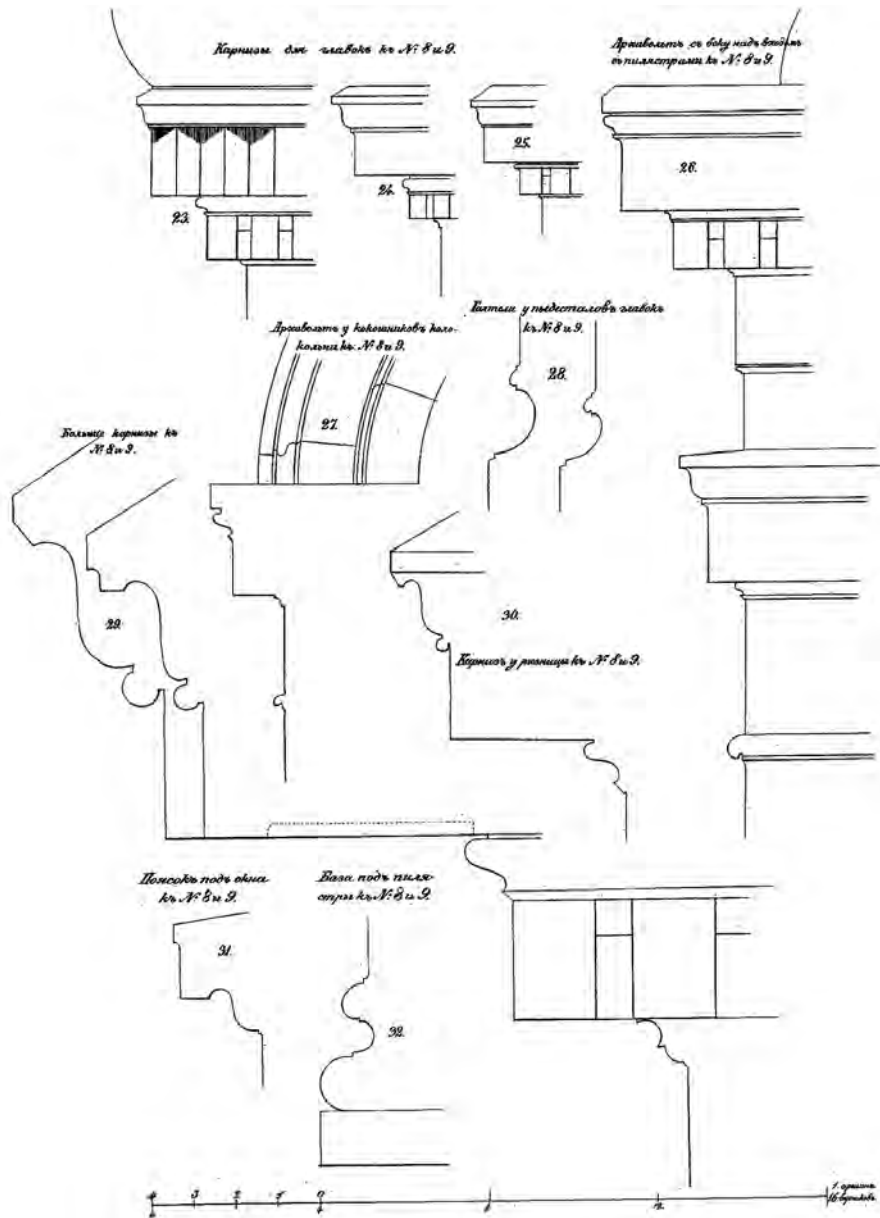 Карнизы для главокъ къ № 8 и 9.
Архивольтъ съ боку надъ входомъ
съ пилястрами къ № 8 и 9.
23.
24.
25.
26.
Архивольтъ у кокошниковъ коло-
кольни къ № 8 и 9.
27.
у пьедесталовъ главокъ
къ № 8 и 9.
28.
Большіе карнизы къ
№ 8 и 9.
29.
30.
Карнизъ у ризницы къ № 8 и 9.
Поясокъ подъ окна
къ № 8 и 9.
31.
База подъ пиля-
стры къ № 8 и 9.
32.
4 3 2 1 0 8 12
1. аршинъ
16 вершковъ